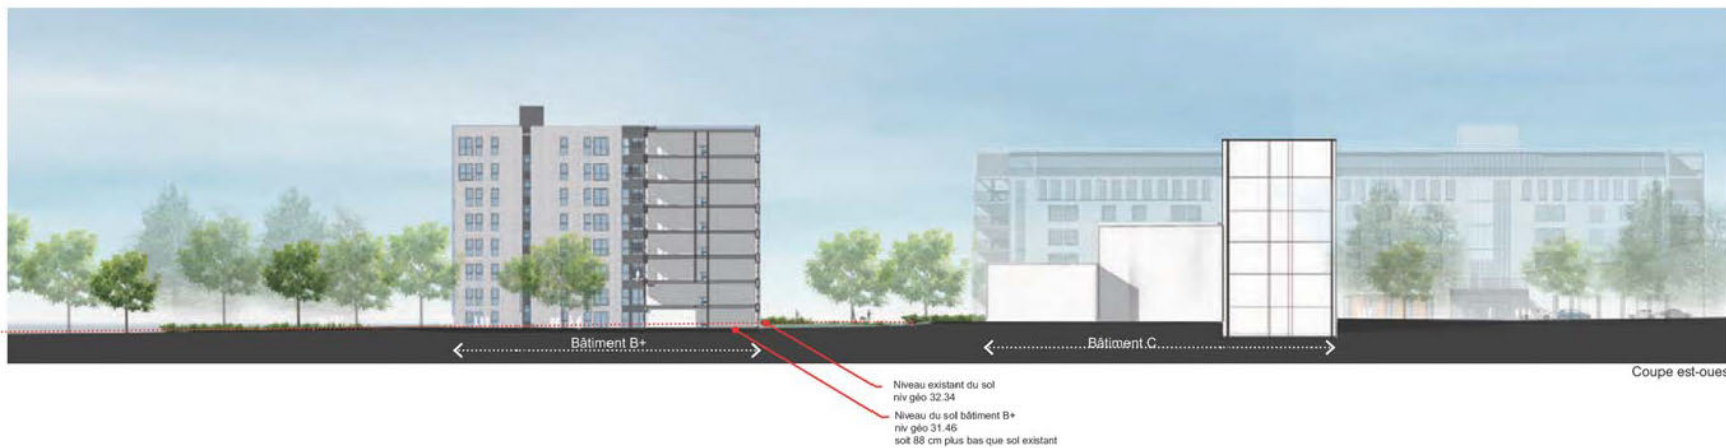 Bâtiment B+
Bâtiment C
Coupe est-oues
Niveau existant du sol
niv géo 32.34
Niveau du sol bâtiment B+
niv géo 31.46
soit 88 cm plus bas que sol existant